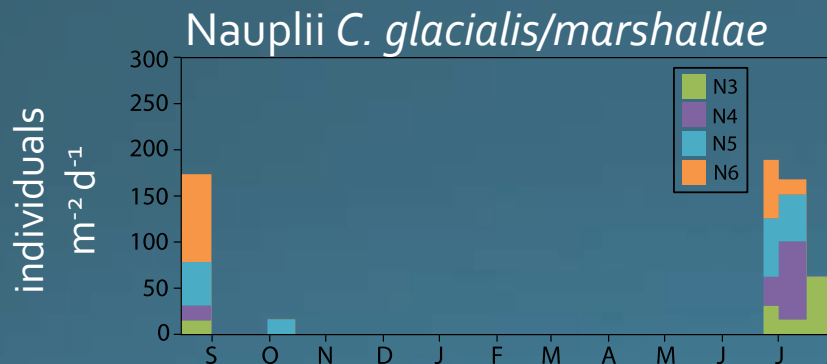 Nauplii C. glacialis/marshallae
individuals
m⁻² d⁻¹
300
250
200
150
100
50
0
N3
N4
N5
N6
S O N D J F M A M J J